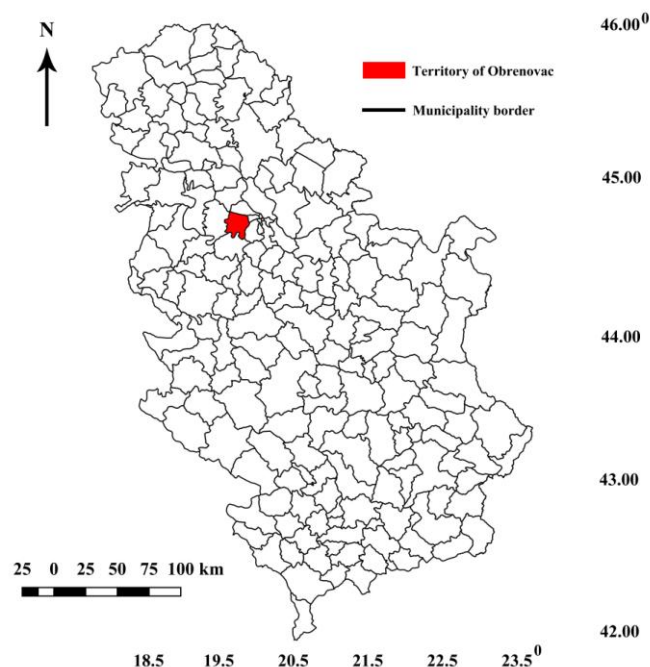 N
46.00⁰
Territory of Obrenovac
Municipality border
45.00
44.00
43.00
25 0 25 50 75 100 km
42.00
18.5 19.5 20.5 21.5 22.5 23.5⁰